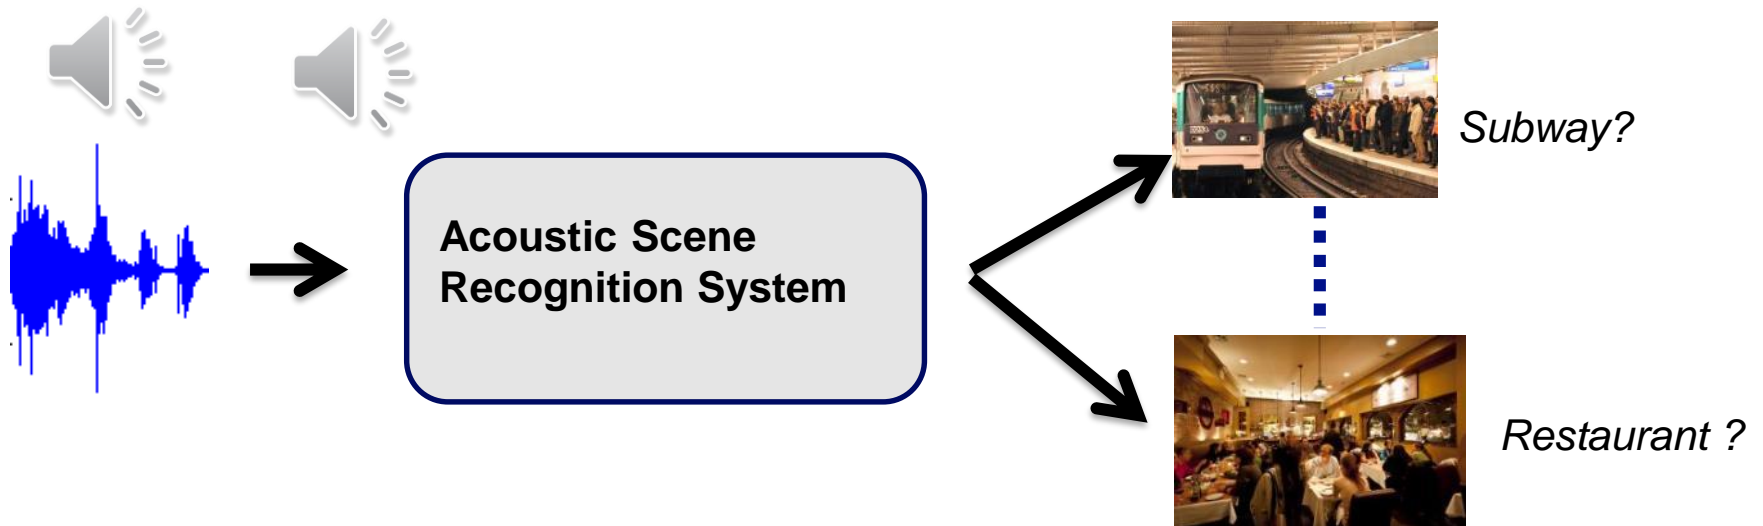 Subway?
Acoustic Scene
Recognition System
Restaurant ?